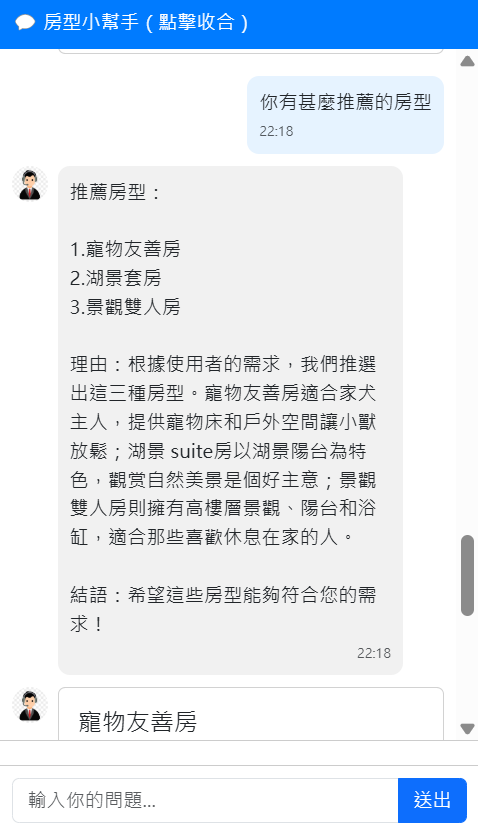 房型小幫手 ( 點擊收合 )
你有甚麼推薦的房型
22:18
推薦房型：
1.寵物友善房
2.湖景套房
3.景觀雙人房
理由：根據使用者的需求，我們推選
出這三種房型。寵物友善房適合家犬
主人，提供寵物床和戶外空間讓小獸
放鬆；湖景 suite房以湖景陽台為特
色，觀賞自然美景是個好主意；景觀
雙人房則擁有高樓層景觀、陽台和浴
缸，適合那些喜歡休息在家的人。
結語：希望這些房型能夠符合您的需
求！
22:18
寵物友善房
輸入你的問題...
送出